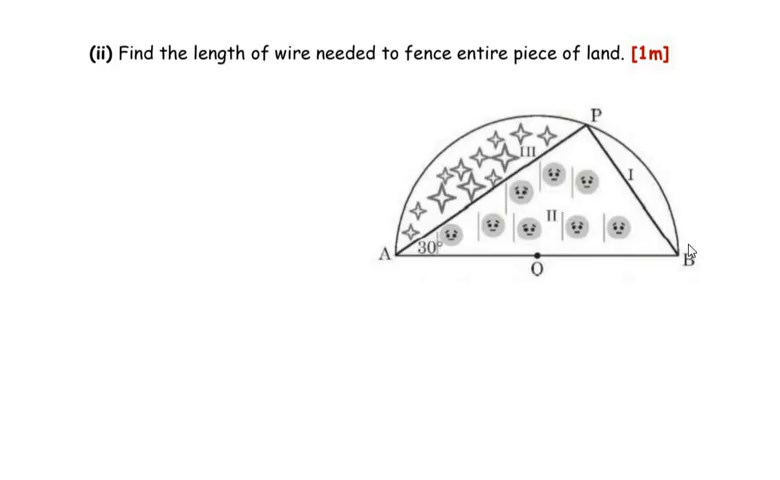 (ii) Find the length of wire needed to fence entire piece of land. [1m]
P
III
I
II
A
30°
B
O